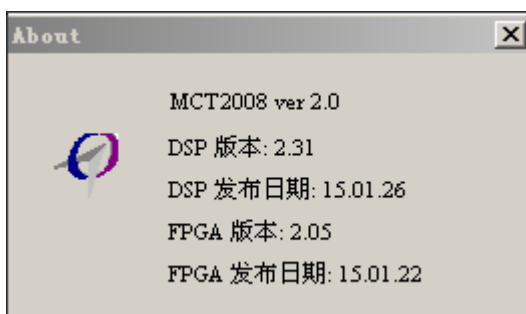 About
MCT2008 ver 2.0
DSP 版本: 2.31
DSP 发布日期: 15.01.26
FPGA 版本: 2.05
FPGA 发布日期: 15.01.22